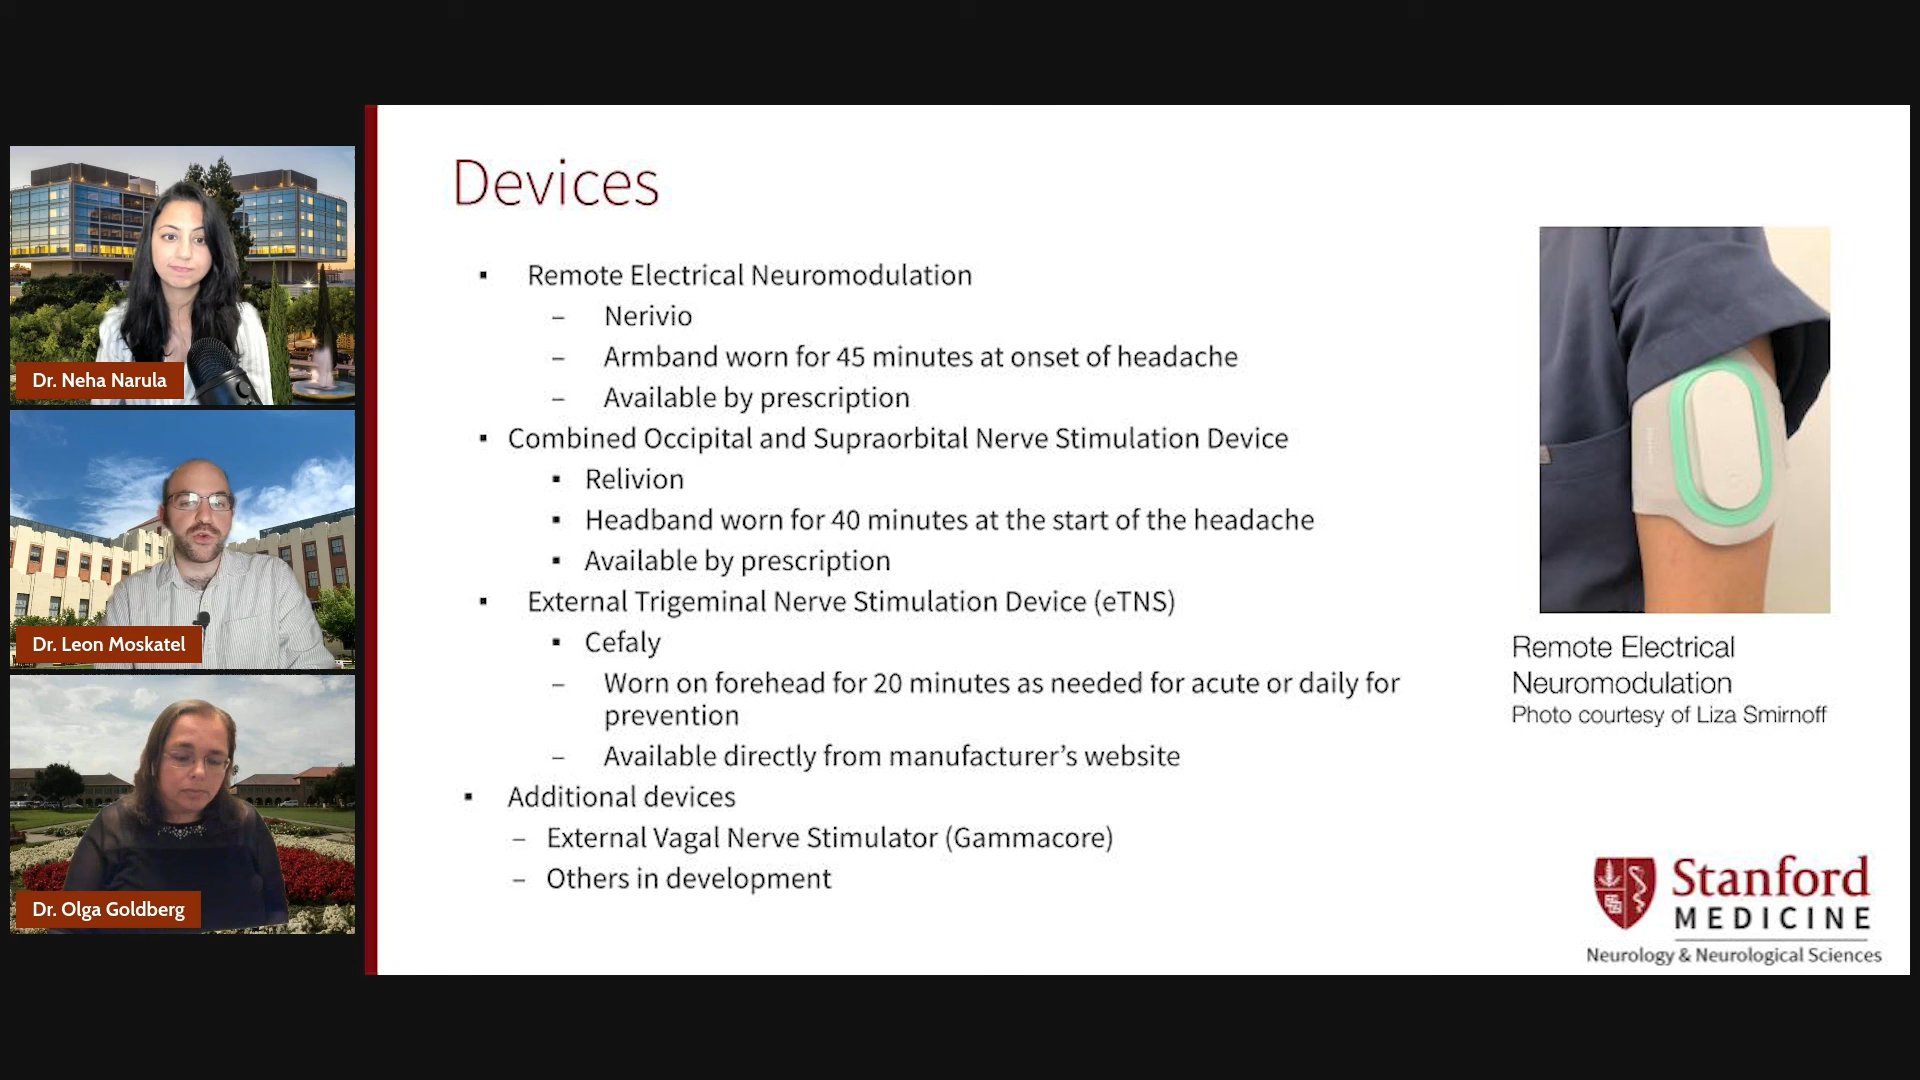 Dr. Neha Narula
Dr. Leon Moskatel
Dr. Olga Goldberg
Devices
▪ Remote Electrical Neuromodulation
– Nerivio
– Armband worn for 45 minutes at onset of headache
– Available by prescription
▪ Combined Occipital and Supraorbital Nerve Stimulation Device
▪ Relivion
▪ Headband worn for 40 minutes at the start of the headache
▪ Available by prescription
▪ External Trigeminal Nerve Stimulation Device (eTNS)
▪ Cefaly
– Worn on forehead for 20 minutes as needed for acute or daily for
prevention
– Available directly from manufacturer’s website
▪ Additional devices
– External Vagal Nerve Stimulator (Gammacore)
– Others in development
Remote Electrical
Neuromodulation
Photo courtesy of Liza Smirnoff
Stanford
MEDICINE
Neurology & Neurological Sciences